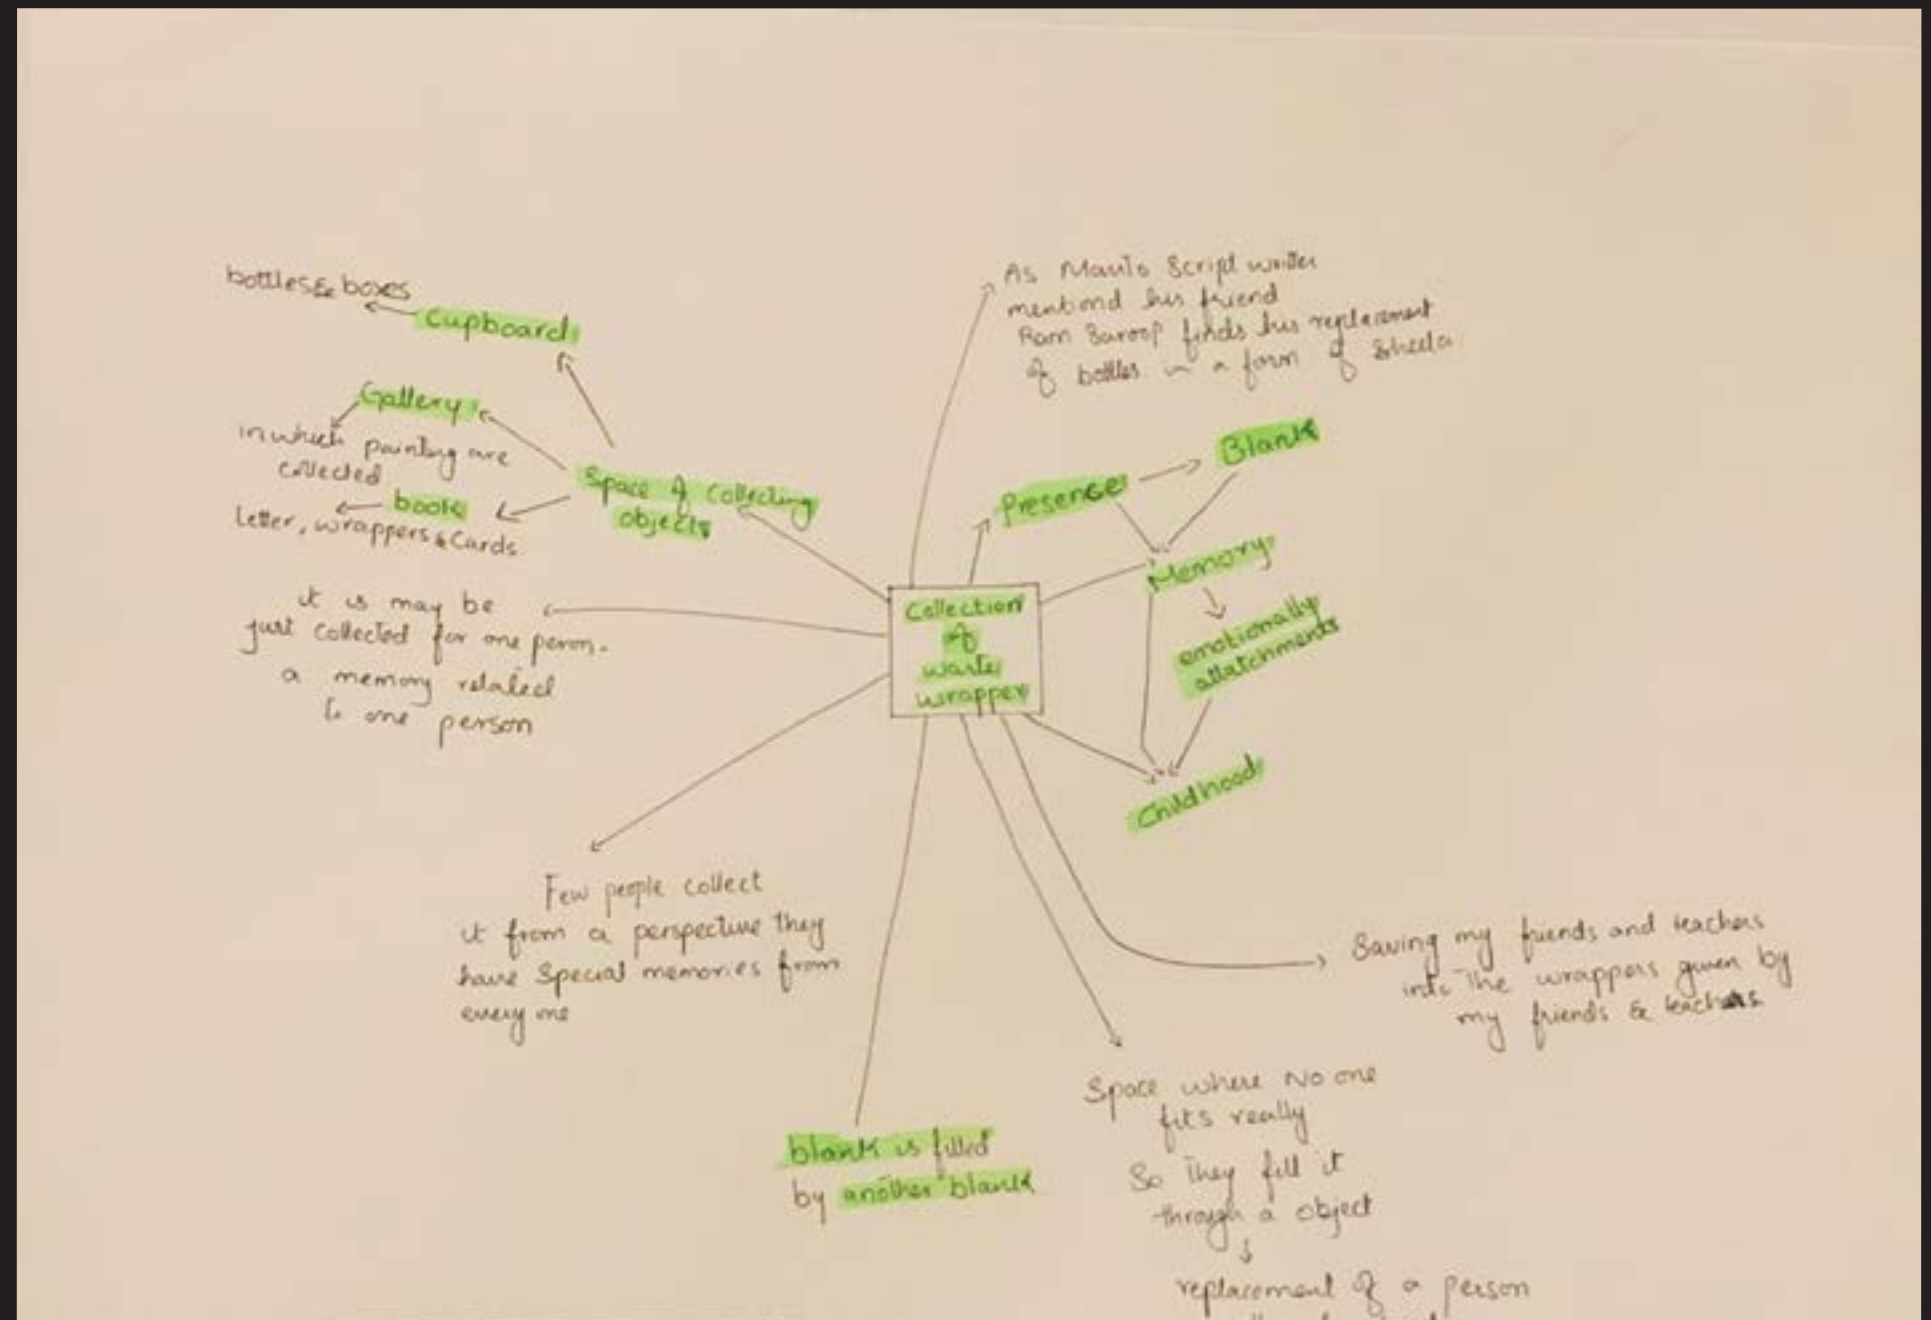 As Manto Script writer
mentiond his friend
Ram Saroop finds his replacement
of bottles in a form of Sheela
bottles & boxes
Cupboard
Gallery
in which painting are
collected
book
letter, wrappers & Cards.
Space of Collecting
objects
Presence
Blank
Memory
emotionally
attatchments
Childhood
Collection
of
waste
wrapper
it is may be
just collected for one person.
a memory related
to one person
Few people collect
it from a perspective they
have Special memories from
every one
blank is filled
by another blank
Saving my friends and teachers
into The wrappers given by
my friends & teachers
Space where No one
fits really
So They fill it
through a object
replacement of a person